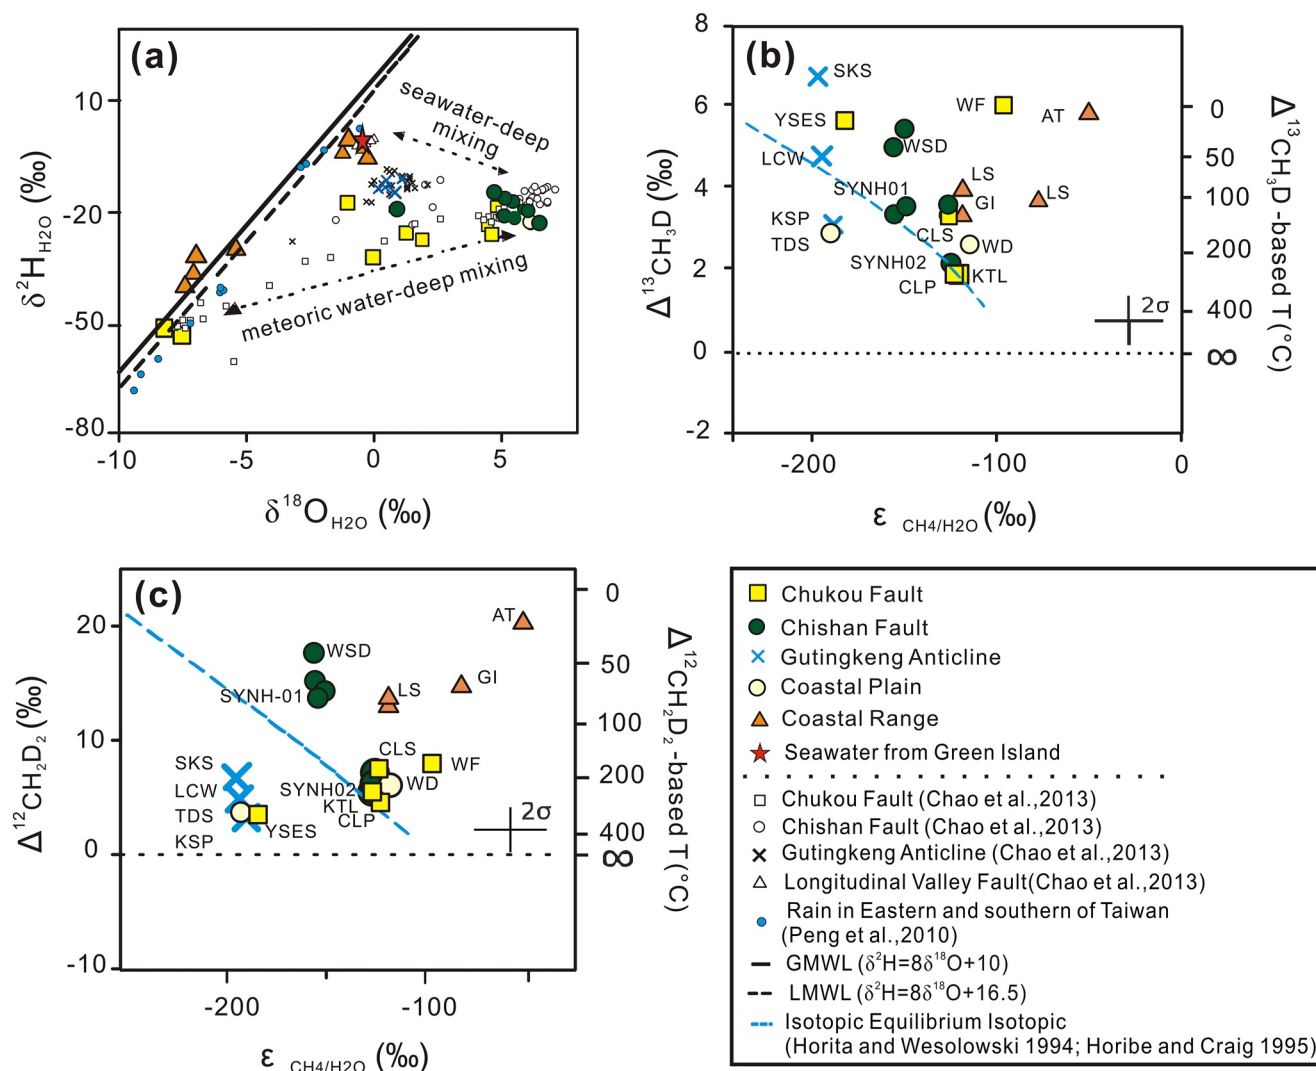 (a)
10
-20
-50
-80
-10
-5
0
5
δ²H H2O (‰)
δ¹⁸O H2O (‰)
seawater-deep
mixing
meteoric water-deep mixing
(b)
8
6
4
2
0
-2
-200
-100
0
Δ¹³CH₃D (‰)
ε CH4/H2O (‰)
0
50
100
200
400
∞
Δ¹³CH₃D-based T (°C)
SKS
YSES
WF
AT
WSD
LCW
SYNH01
LS
LS
GI
KSP
TDS
CLS
WD
SYNH02
KTL
CLP
2σ
(c)
20
10
0
-10
-200
-100
Δ¹²CH₂D₂ (‰)
ε CH4/H2O (‰)
0
50
100
200
400
∞
Δ¹²CH₂D₂-based T (°C)
AT
WSD
GI
SYNH-01
LS
CLS
SKS
WF
LCW
SYNH02
WD
TDS
KTL
CLP
YSES
KSP
2σ
Chukou Fault
Chishan Fault
Gutingkeng Anticline
Coastal Plain
Coastal Range
Seawater from Green Island
Chukou Fault (Chao et al.,2013)
Chishan Fault (Chao et al.,2013)
Gutingkeng Anticline (Chao et al.,2013)
Longitudinal Valley Fault(Chao et al.,2013)
Rain in Eastern and southern of Taiwan
(Peng et al.,2010)
GMWL (δ²H=8δ¹⁸O+10)
LMWL (δ²H=8δ¹⁸O+16.5)
Isotopic Equilibrium Isotopic
(Horita and Wesolowski 1994; Horibe and Craig 1995)